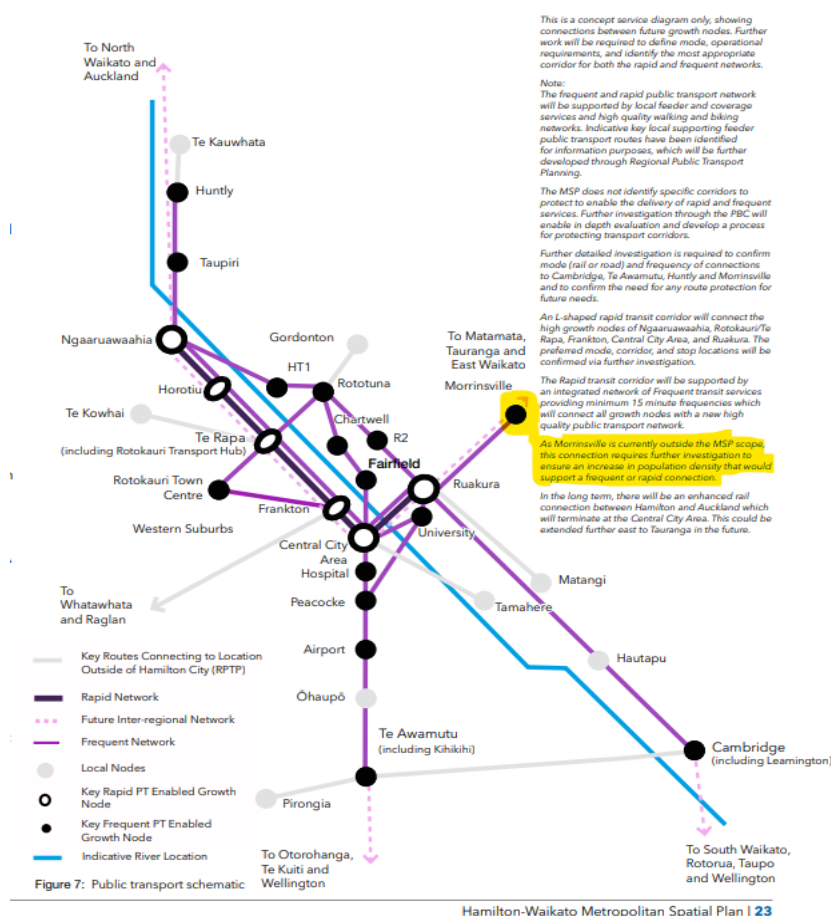 This is a concept service diagram only, showing
connections between future growth nodes. Further
work will be required to define mode, operational
requirements, and identify the most appropriate
corridor for both the rapid and frequent networks.
Note:
The frequent and rapid public transport network
will be supported by local feeder and coverage
services and high quality walking and biking
networks. Indicative key local supporting feeder
public transport routes have been identified
for information purposes, which will be further
developed through Regional Public Transport
Planning.
The MSP does not identify specific corridors to
protect to enable the delivery of rapid and frequent
services. Further investigation through the PBC will
enable in depth evaluation and develop a process
for protecting transport corridors.
Further detailed investigation is required to confirm
mode (rail or road) and frequency of connections
to Cambridge, Te Awamutu, Huntly and Morrinsville
and to confirm the need for any route protection for
future needs.
An L-shaped rapid transit corridor will connect the
high growth nodes of Ngaaruawaahia, Rotokauri/Te
Rapa, Frankton, Central City Area, and Ruakura. The
preferred mode, corridor, and stop locations will be
confirmed via further investigation.
The Rapid transit corridor will be supported by
an integrated network of Frequent transit services
providing minimum 15 minute frequencies which
will connect all growth nodes with a new high
quality public transport network.
As Morrinsville is currently outside the MSP scope,
this connection requires further investigation to
ensure an increase in population density that would
support a frequent or rapid connection.
In the long term, there will be an enhanced rail
connection between Hamilton and Auckland which
will terminate at the Central City Area. This could be
extended further east to Tauranga in the future.
To North
Waikato and
Auckland
Te Kauwhata
Huntly
Taupiri
Ngaaruawaahia
Gordonton
To Matamata,
Tauranga and
East Waikato
Morrinsville
HT1
Rototuna
Horotiu
Te Kowhai
Chartwell
Te Rapa
(including Rotokauri Transport Hub)
R2
Fairfield
Rotokauri Town
Centre
Ruakura
Frankton
Western Suburbs
University
Central City
Area
Hospital
Matangi
Tamahere
To
Whatawhata
and Raglan
Peacocke
Airport
Hautapu
Ōhaupō
Te Awamutu
(including Kihikihi)
Cambridge
(including Leamington)
Pirongia
To Otorohanga,
Te Kuiti and
Wellington
To South Waikato,
Rotorua, Taupo
and Wellington
Key Routes Connecting to Location
Outside of Hamilton City (RPTP)
Rapid Network
Future Inter-regional Network
Frequent Network
Local Nodes
Key Rapid PT Enabled Growth
Node
Key Frequent PT Enabled
Growth Node
Indicative River Location
Figure 7: Public transport schematic
Hamilton-Waikato Metropolitan Spatial Plan | 23